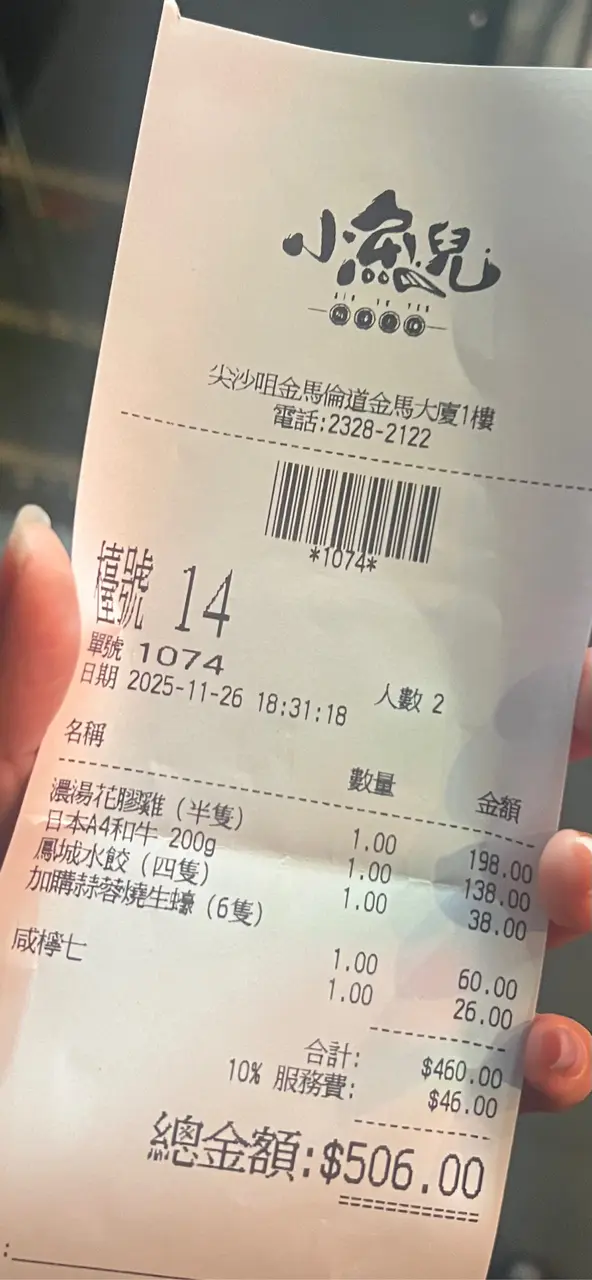 小漁兒
尖沙咀金馬倫道金馬大廈1樓
電話:2328-2122
*1074*
檯號 14
單號 1074
日期 2025-11-26 18:31:18 人數 2
名稱 數量 金額
濃湯花膠雞（半隻） 1.00 198.00
日本A4和牛 200g 1.00 138.00
鳳城水餃（四隻） 1.00 38.00
加購蒜蓉燒生蠔（6隻） 1.00 60.00
咸檸七 1.00 26.00
合計: $460.00
10% 服務費: $46.00
總金額:$506.00